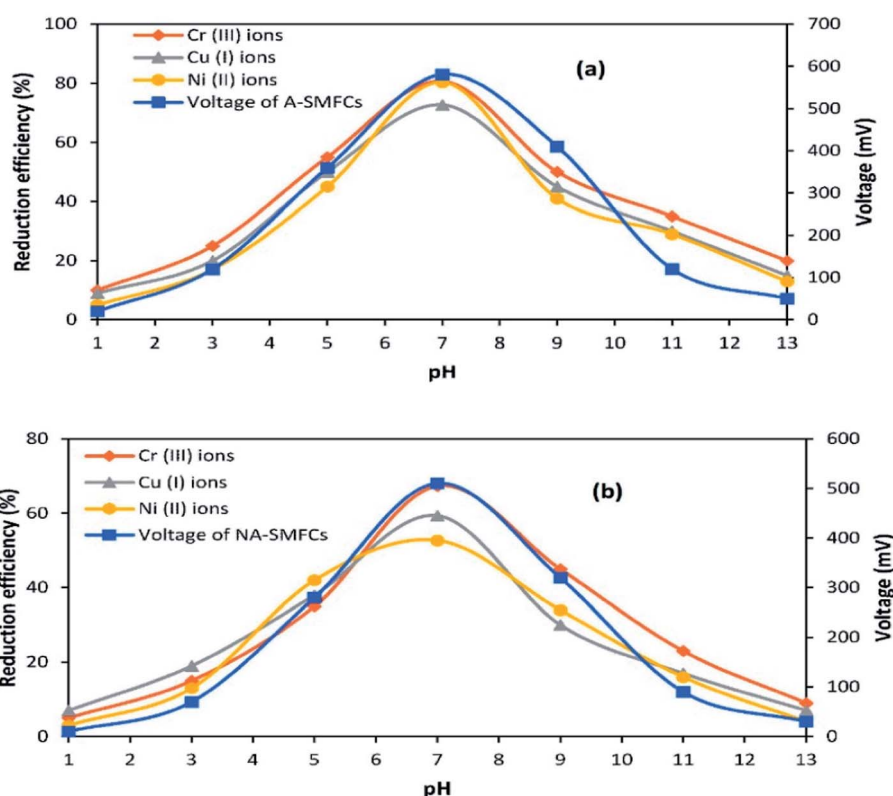 100
80
60
40
20
0
Reduction efficiency (%)
Cr (III) ions
Cu (I) ions
Ni (II) ions
Voltage of A-SMFCs
(a)
700
600
500
400
300
200
100
0
Voltage (mV)
1 2 3 4 5 6 7 8 9 10 11 12 13
pH
80
60
40
20
0
Reduction efficiency (%)
Cr (III) ions
Cu (I) ions
Ni (II) ions
Voltage of NA-SMFCs
(b)
600
500
400
300
200
100
0
Voltage (mV)
1 2 3 4 5 6 7 8 9 10 11 12 13
pH